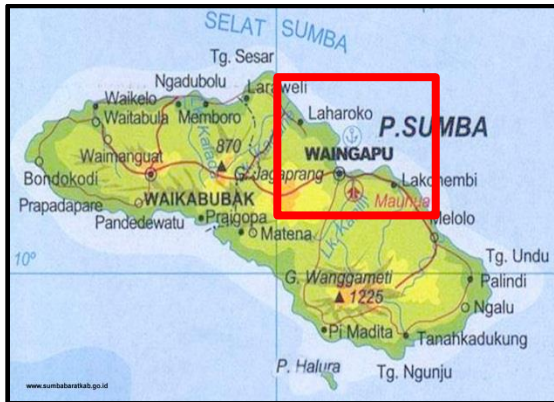 SELAT SUMBA
Tg. Sesar
Ngadubolu
Laraweli
Waikelo
Laharoko
Waitabula
Memboro
P.SUMBA
870
Waimanguat
WAINGAPU
Bondokodi
G. Jagaprang
Lakohembi
Prapadapare
WAIKABUBAK
Mauhua
Pandedewatu
Praigopa
Melolo
Matena
10°
Tg. Undu
G. Wanggameti
Palindi
1225
Ngalu
Pi Madita
Tanahkadukung
P. Halura
Tg. Ngunju
www.sumbabaratkab.go.id